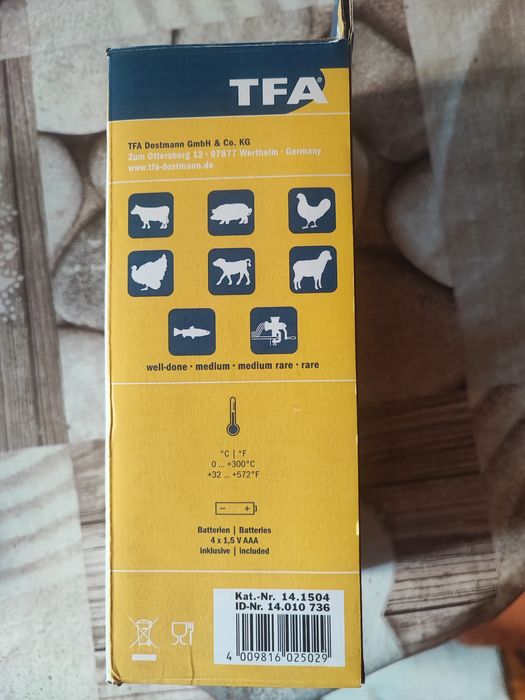 TFA®
TFA Dostmann GmbH & Co. KG
Zum Ottersberg 12 · 97877 Wertheim · Germany
www.tfa-dostmann.de
well-done · medium · medium rare · rare
°C | °F
0 ... +300°C
+32 ... +572°F
Batterien | Batteries
4 x 1,5 V AAA
inklusive | included
Kat.-Nr. 14.1504
ID-Nr. 14.010 736
4 009816 025029